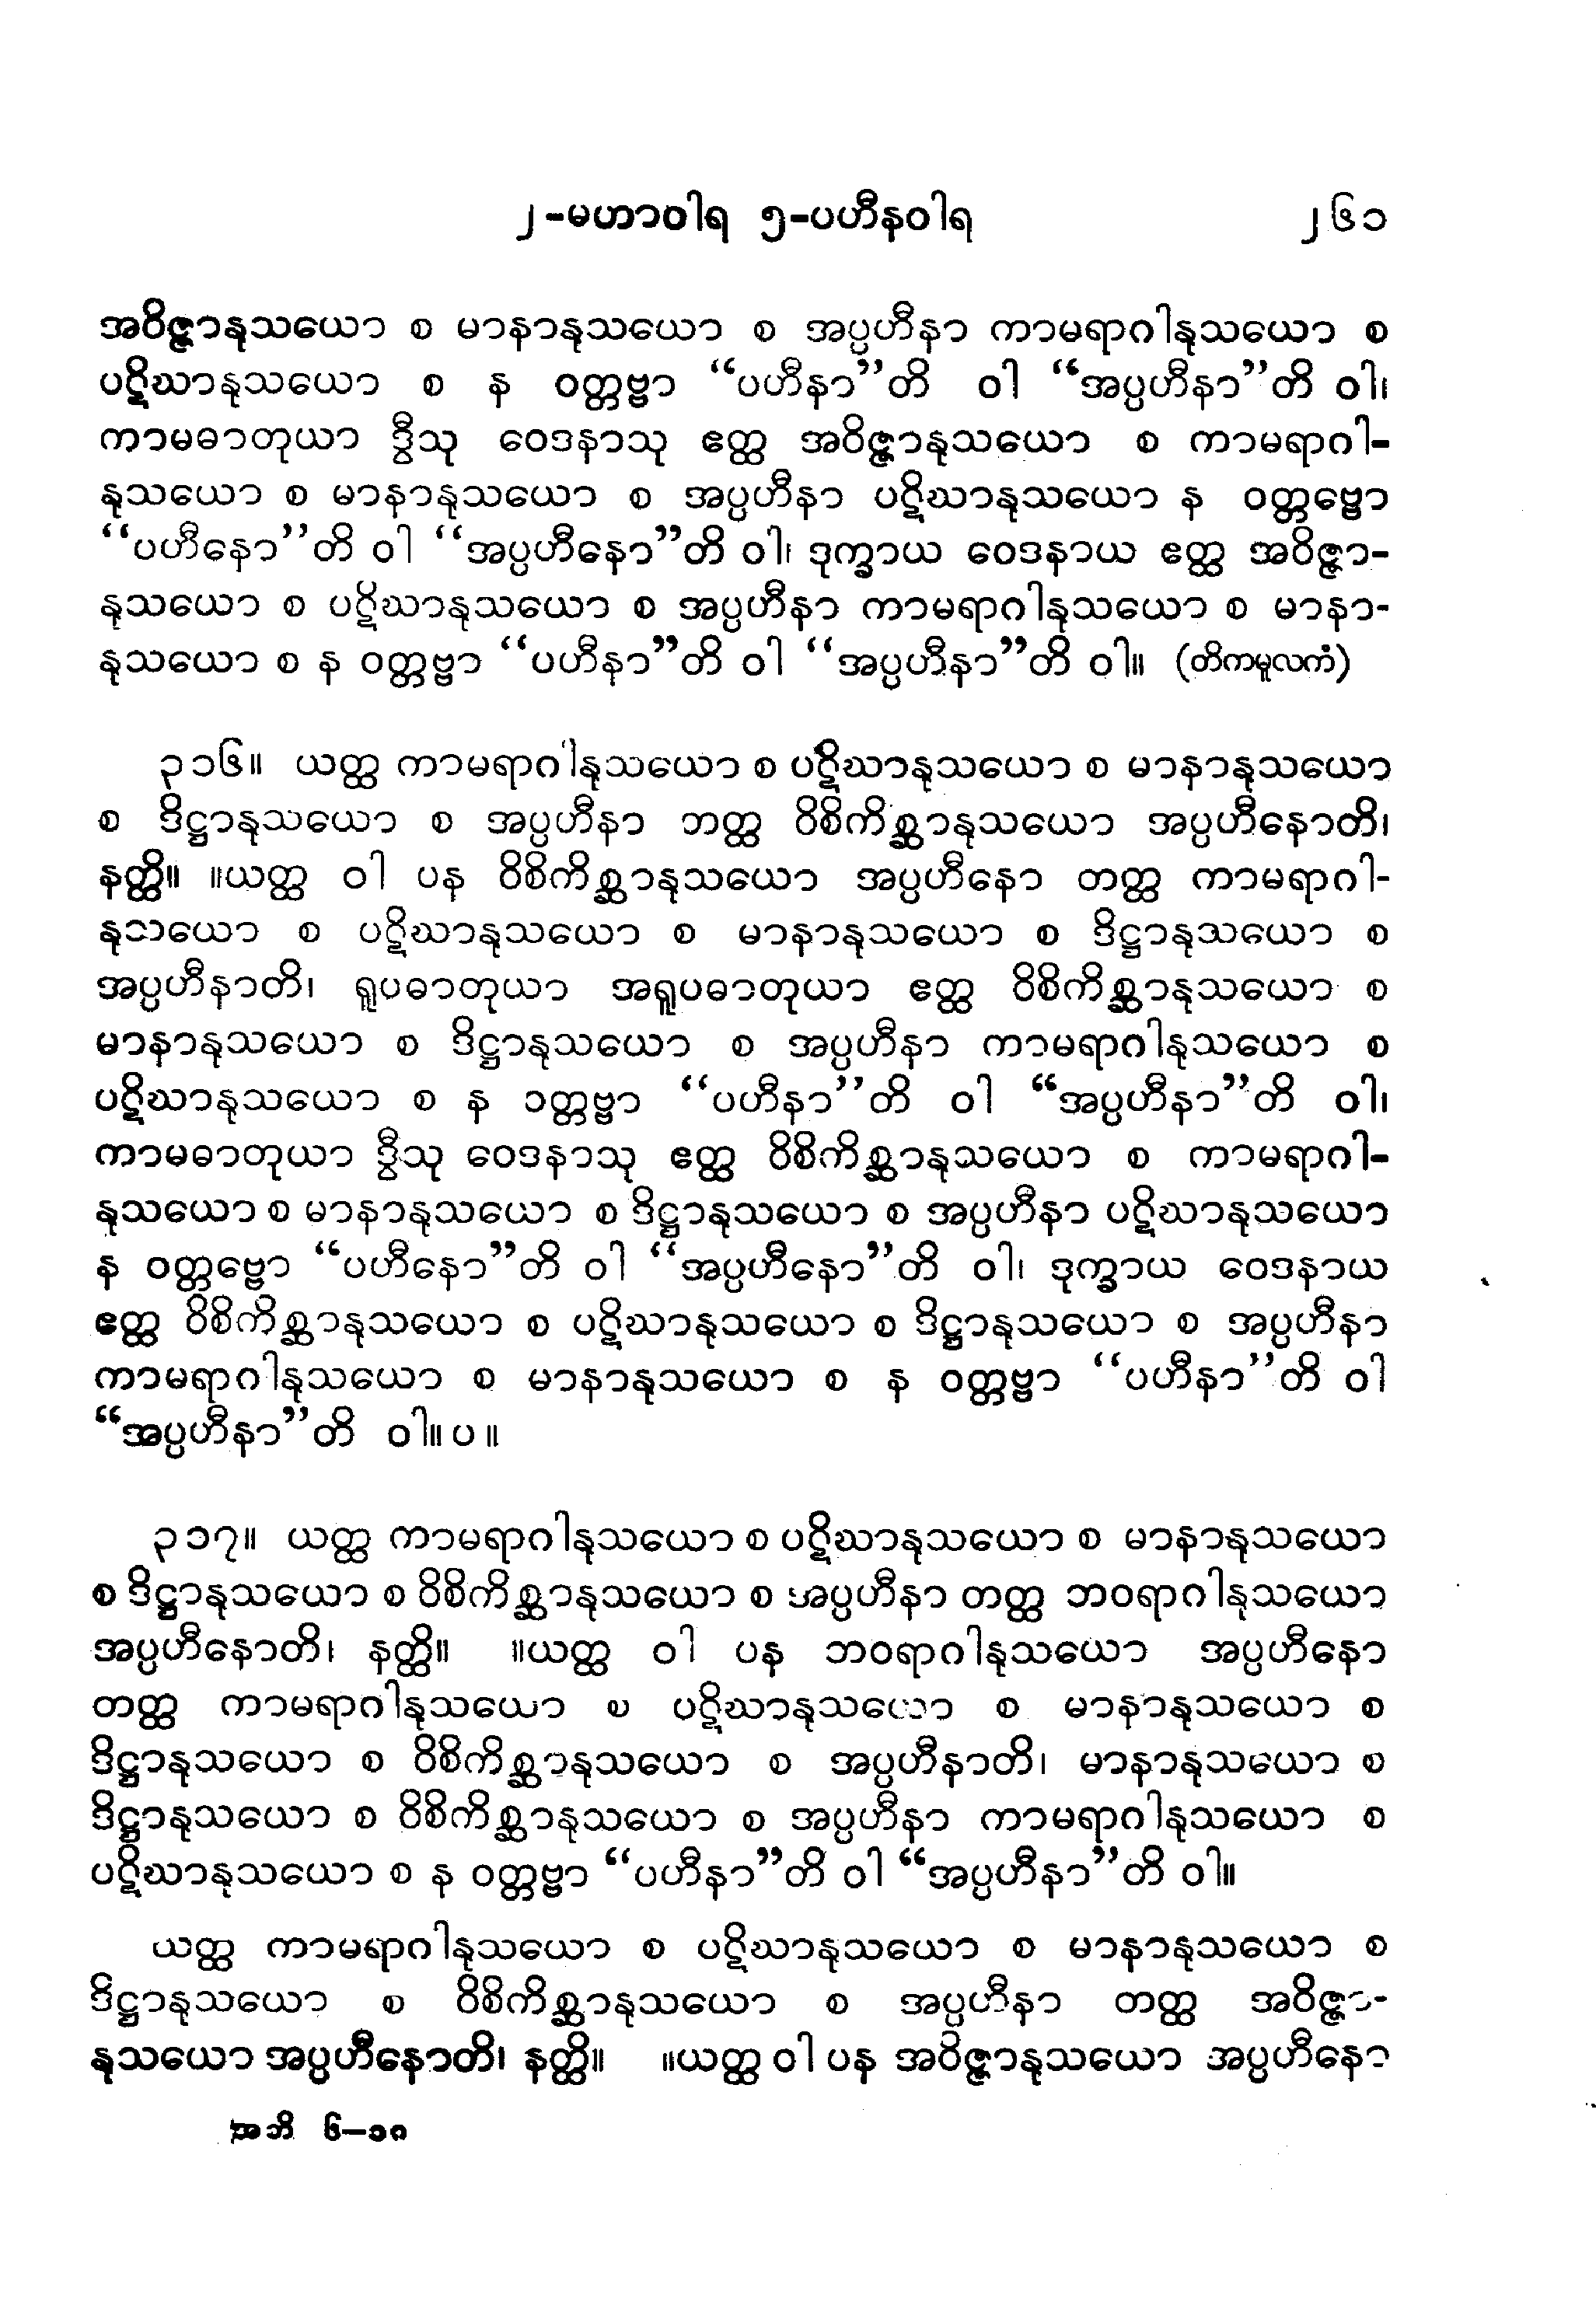 ၂-မဟာဝါရ ၅-ပဟီနဝါရ ၂၆၁
အဝိဇ္ဇာနုသယော စ မာနာနုသယော စ အပ္ပဟီနာ ကာမရာဂါနုသယော စ
ပဋိဃာနုသယော စ န ဝတ္တဗ္ဗာ “ပဟီနာ”တိ ဝါ “အပ္ပဟီနာ”တိ ဝါ၊
ကာမဓာတုယာ ဒွီသု ဝေဒနာသု ဧတ္ထ အဝိဇ္ဇာနုသယော စ ကာမရာဂါ-
နုသယော စ မာနာနုသယော စ အပ္ပဟီနာ ပဋိဃာနုသယော န ဝတ္တဗ္ဗော
“ပဟီနော”တိ ဝါ “အပ္ပဟီနော”တိ ဝါ၊ ဒုက္ခာယ ဝေဒနာယ ဧတ္ထ အဝိဇ္ဇာ-
နုသယော စ ပဋိဃာနုသယော စ အပ္ပဟီနာ ကာမရာဂါနုသယော စ မာနာ-
နုသယော စ န ဝတ္တဗ္ဗာ “ပဟီနာ”တိ ဝါ “အပ္ပဟီနာ”တိ ဝါ။ (တိကမူလကံ)
၃၁၆။ ယတ္ထ ကာမရာဂါနုသယော စ ပဋိဃာနုသယော စ မာနာနုသယော
စ ဒိဋ္ဌာနုသယော စ အပ္ပဟီနာ တတ္ထ ဝိစိကိစ္ဆာနုသယော အပ္ပဟီနောတိ၊
နတ္ထိ။ ။ယတ္ထ ဝါ ပန ဝိစိကိစ္ဆာနုသယော အပ္ပဟီနော တတ္ထ ကာမရာဂါ-
နုသယော စ ပဋိဃာနုသယော စ မာနာနုသယော စ ဒိဋ္ဌာနုသယော စ
အပ္ပဟီနာတိ၊ ရူပဓာတုယာ အရူပဓာတုယာ ဧတ္ထ ဝိစိကိစ္ဆာနုသယော စ
မာနာနုသယော စ ဒိဋ္ဌာနုသယော စ အပ္ပဟီနာ ကာမရာဂါနုသယော စ
ပဋိဃာနုသယော စ န ဝတ္တဗ္ဗာ “ပဟီနာ”တိ ဝါ “အပ္ပဟီနာ”တိ ဝါ၊
ကာမဓာတုယာ ဒွီသု ဝေဒနာသု ဧတ္ထ ဝိစိကိစ္ဆာနုသယော စ ကာမရာဂါ-
နုသယော စ မာနာနုသယော စ ဒိဋ္ဌာနုသယော စ အပ္ပဟီနာ ပဋိဃာနုသယော
န ဝတ္တဗ္ဗော “ပဟီနော”တိ ဝါ “အပ္ပဟီနော”တိ ဝါ၊ ဒုက္ခာယ ဝေဒနာယ
ဧတ္ထ ဝိစိကိစ္ဆာနုသယော စ ပဋိဃာနုသယော စ ဒိဋ္ဌာနုသယော စ အပ္ပဟီနာ
ကာမရာဂါနုသယော စ မာနာနုသယော စ န ဝတ္တဗ္ဗာ “ပဟီနာ”တိ ဝါ
“အပ္ပဟီနာ”တိ ဝါ။ ပ ။
၃၁၇။ ယတ္ထ ကာမရာဂါနုသယော စ ပဋိဃာနုသယော စ မာနာနုသယော
စ ဒိဋ္ဌာနုသယော စ ဝိစိကိစ္ဆာနုသယော စ အပ္ပဟီနာ တတ္ထ ဘဝရာဂါနုသယော
အပ္ပဟီနောတိ၊ နတ္ထိ။ ။ယတ္ထ ဝါ ပန ဘဝရာဂါနုသယော အပ္ပဟီနော
တတ္ထ ကာမရာဂါနုသယော စ ပဋိဃာနုသယော စ မာနာနုသယော စ
ဒိဋ္ဌာနုသယော စ ဝိစိကိစ္ဆာနုသယော စ အပ္ပဟီနာတိ၊ မာနာနုသယော စ
ဒိဋ္ဌာနုသယော စ ဝိစိကိစ္ဆာနုသယော စ အပ္ပဟီနာ ကာမရာဂါနုသယော စ
ပဋိဃာနုသယော စ န ဝတ္တဗ္ဗာ “ပဟီနာ”တိ ဝါ “အပ္ပဟီနာ”တိ ဝါ။
ယတ္ထ ကာမရာဂါနုသယော စ ပဋိဃာနုသယော စ မာနာနုသယော စ
ဒိဋ္ဌာနုသယော စ ဝိစိကိစ္ဆာနုသယော စ အပ္ပဟီနာ တတ္ထ အဝိဇ္ဇာ-
နုသယော အပ္ပဟီနောတိ၊ နတ္ထိ။ ။ယတ္ထ ဝါ ပန အဝိဇ္ဇာနုသယော အပ္ပဟီနော
အဘိ ၆–၁၈